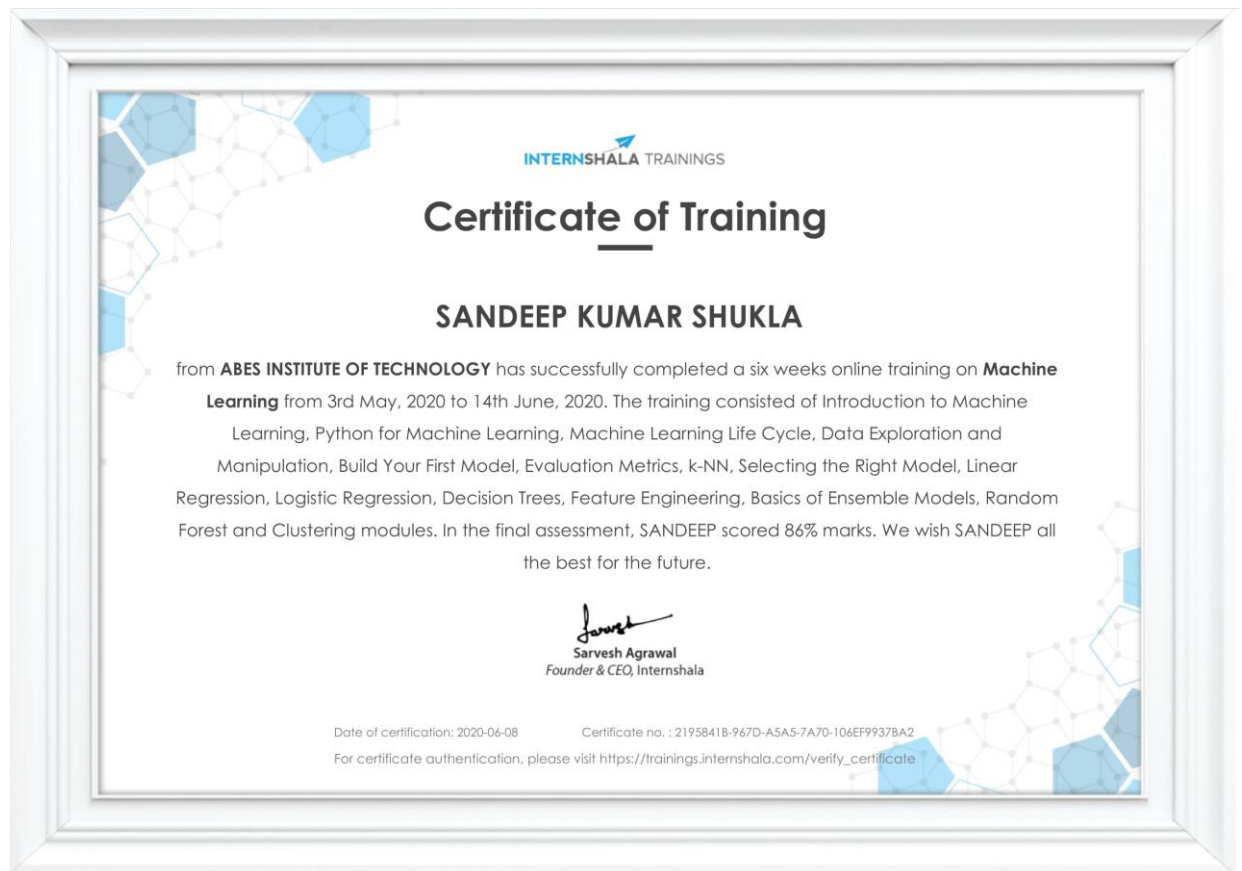 INTERNSHALA TRAININGS
Certificate of Training
SANDEEP KUMAR SHUKLA
from ABES INSTITUTE OF TECHNOLOGY has successfully completed a six weeks online training on Machine
Learning from 3rd May, 2020 to 14th June, 2020. The training consisted of Introduction to Machine
Learning, Python for Machine Learning, Machine Learning Life Cycle, Data Exploration and
Manipulation, Build Your First Model, Evaluation Metrics, k-NN, Selecting the Right Model, Linear
Regression, Logistic Regression, Decision Trees, Feature Engineering, Basics of Ensemble Models, Random
Forest and Clustering modules. In the final assessment, SANDEEP scored 86% marks. We wish SANDEEP all
the best for the future.
Sarvesh
Sarvesh Agrawal
Founder & CEO, Internshala
Date of certification: 2020-06-08 Certificate no. : 2195841B-967D-A5A5-7A70-106EF9937BA2
For certificate authentication, please visit https://trainings.internshala.com/verify_certificate